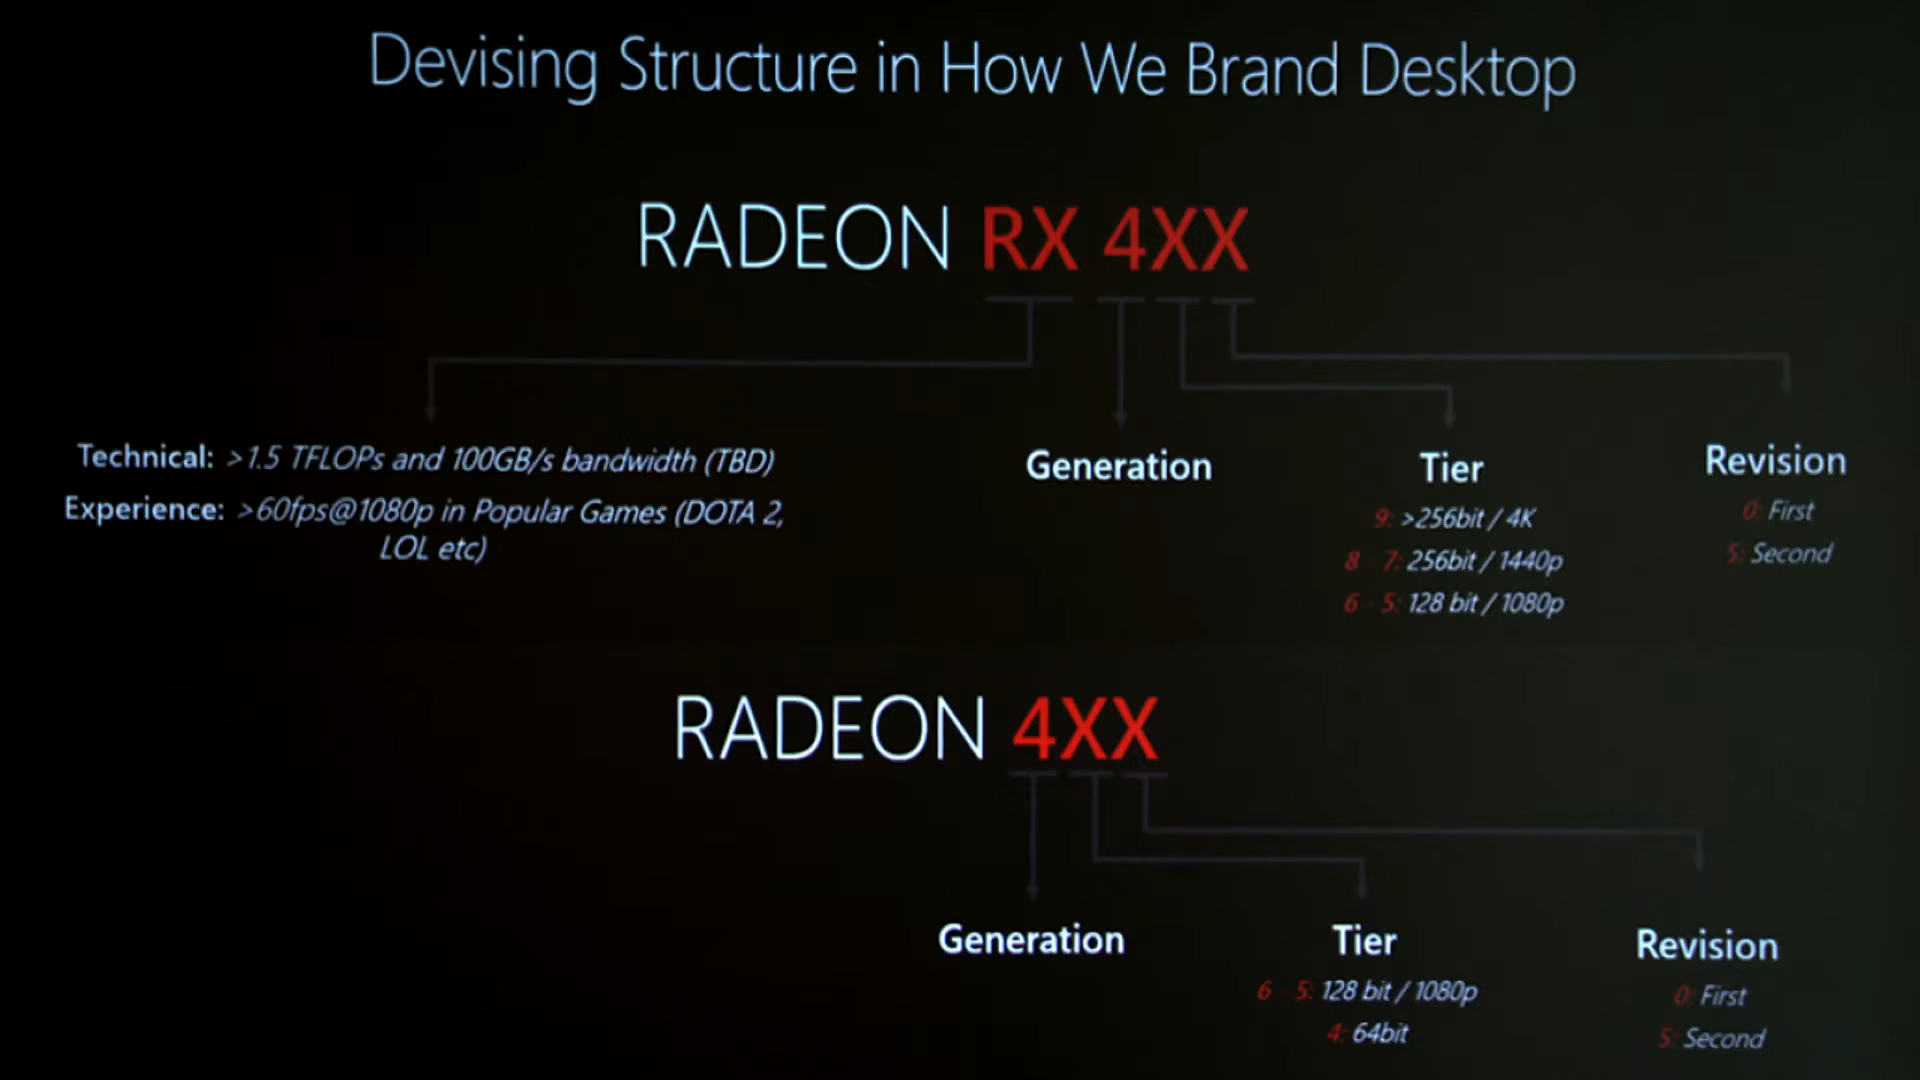 Devising Structure in How We Brand Desktop
RADEON RX 4XX
Technical: >1.5 TFLOPs and 100GB/s bandwidth (TBD)
Experience: >60fps@1080p in Popular Games (DOTA 2,
LOL etc)
Generation
Tier
9: >256bit / 4K
8 - 7: 256bit / 1440p
6 - 5: 128 bit / 1080p
Revision
0: First
5: Second
RADEON 4XX
Generation
Tier
6 - 5: 128 bit / 1080p
4: 64bit
Revision
0: First
5: Second